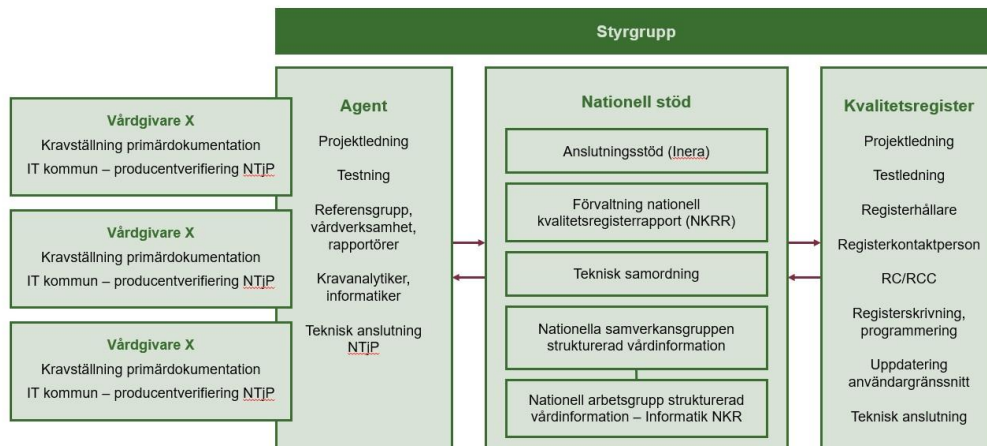 Styrgrupp
Vårdgivare X
Kravställning primärdokumentation
IT kommun – producentverifiering NTjP
Vårdgivare X
Kravställning primärdokumentation
IT kommun – producentverifiering NTjP
Vårdgivare X
Kravställning primärdokumentation
IT kommun – producentverifiering NTjP
Agent
Projektledning
Testning
Referensgrupp,
vårdverksamhet,
rapportörer
Kravanalytiker,
informatiker
Teknisk anslutning
NTjP
Nationell stöd
Anslutningsstöd (Inera)
Förvaltning nationell
kvalitetsregisterrapport (NKRR)
Teknisk samordning
Nationella samverkansgruppen
strukturerad vårdinformation
Nationell arbetsgrupp strukturerad
vårdinformation – Informatik NKR
Kvalitetsregister
Projektledning
Testledning
Registerhållare
Registerkontaktperson
RC/RCC
Registerskrivning,
programmering
Uppdatering
användargränssnitt
Teknisk anslutning